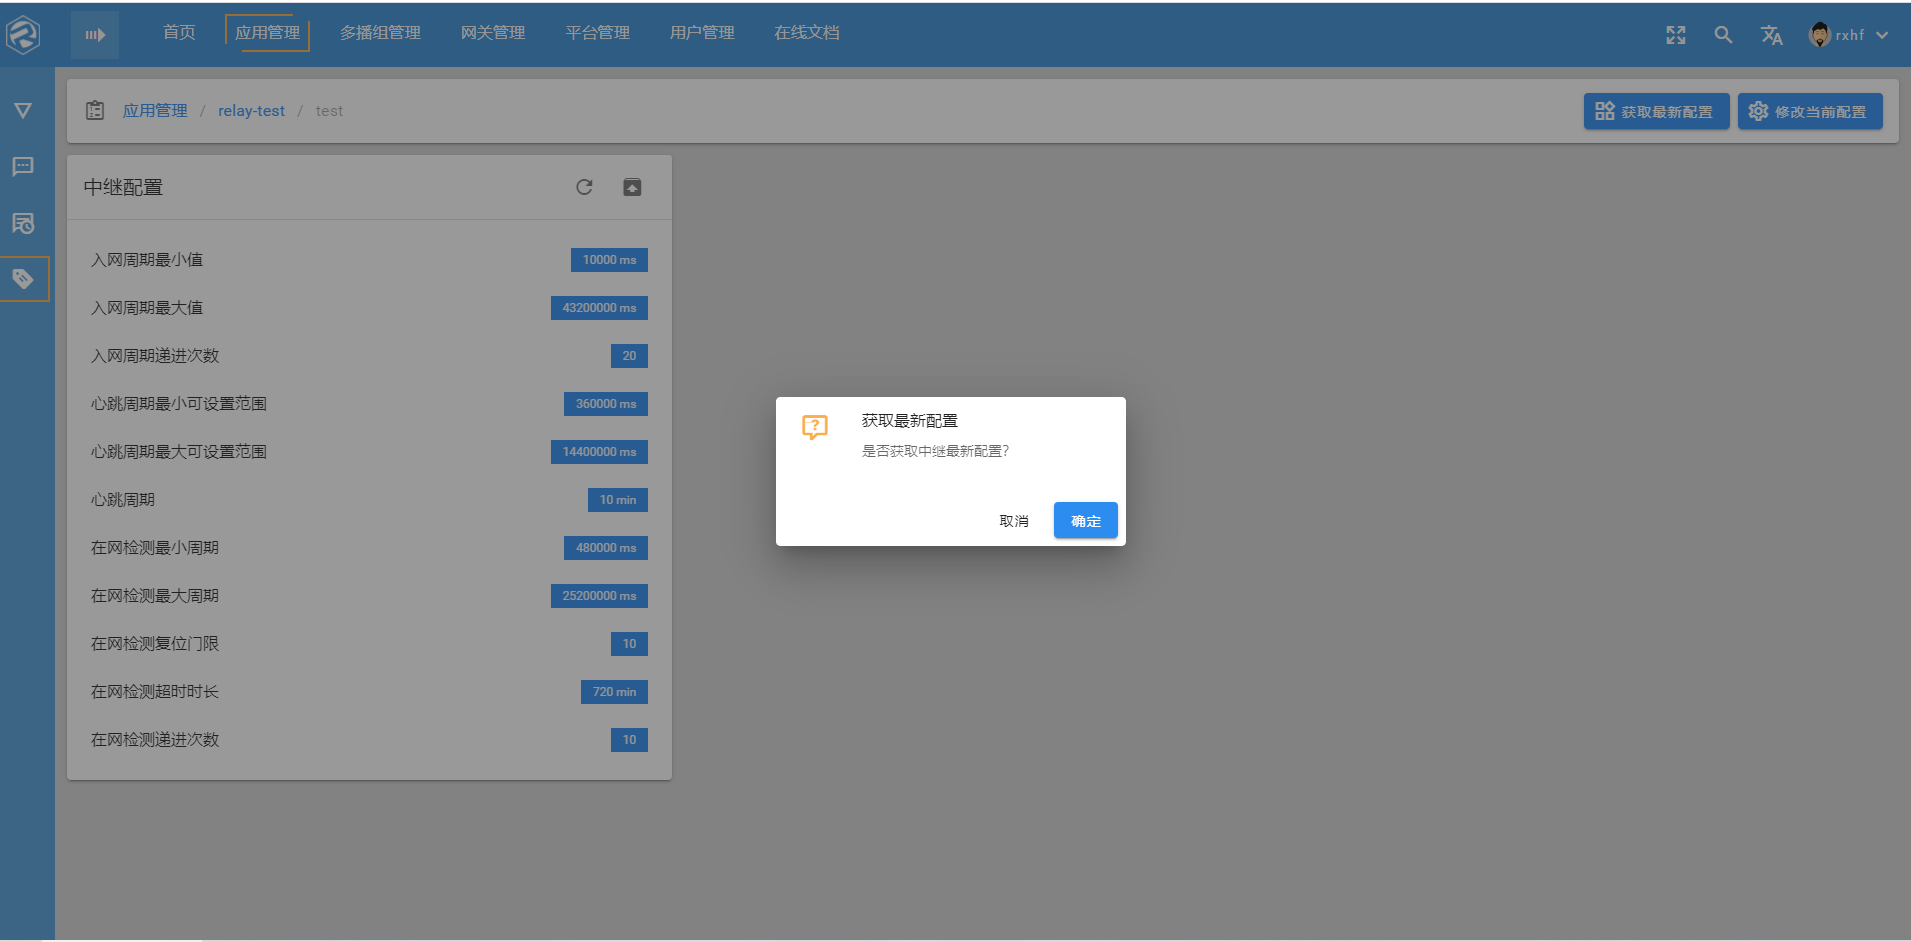 首页 应用管理 多播组管理 网关管理 平台管理 用户管理 在线文档 rxhf
应用管理 / relay-test / test 获取最新配置 修改当前配置
中继配置
入网周期最小值 10000 ms
入网周期最大值 43200000 ms
入网周期递进次数 20
心跳周期最小可设置范围 360000 ms
心跳周期最大可设置范围 14400000 ms
心跳周期 10 min
在网检测最小周期 480000 ms
在网检测最大周期 25200000 ms
在网检测复位门限 10
在网检测超时时长 720 min
在网检测递进次数 10
获取最新配置
是否获取中继最新配置?
取消 确定